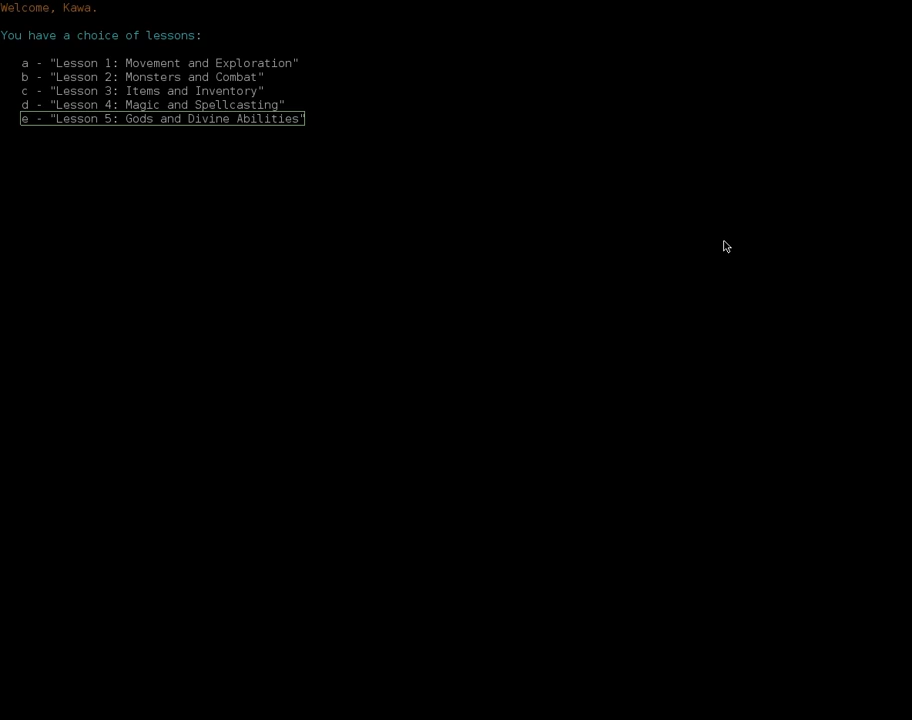 Welcome, Kawa.
You have a choice of lessons:
a - "Lesson 1: Movement and Exploration"
b - "Lesson 2: Monsters and Combat"
c - "Lesson 3: Items and Inventory"
d - "Lesson 4: Magic and Spellcasting"
e - "Lesson 5: Gods and Divine Abilities"